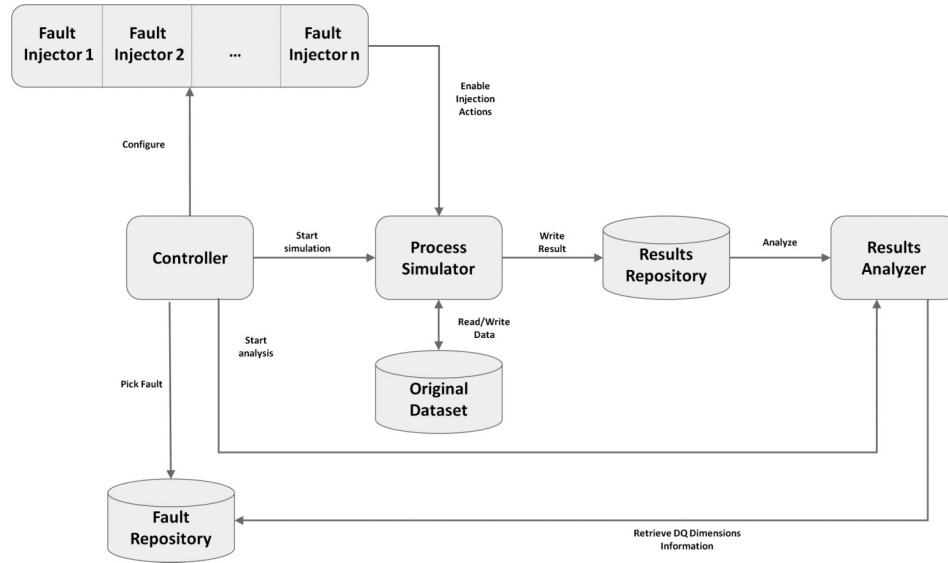 Fault
Injector 1
Fault
Injector 2
...
Fault
Injector n
Enable
Injection
Actions
Configure
Controller
Start
simulation
Process
Simulator
Write
Result
Results
Repository
Analyze
Results
Analyzer
Start
analysis
Read/Write
Data
Pick Fault
Original
Dataset
Fault
Repository
Retrieve DQ Dimensions
Information